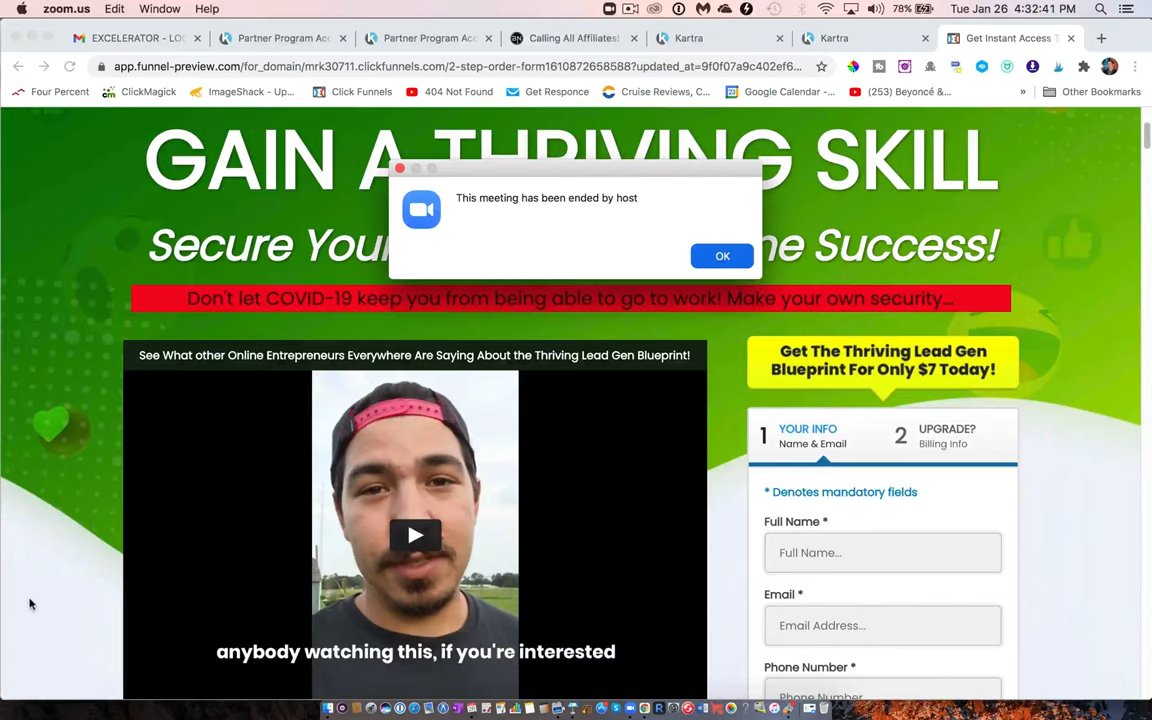 zoom.us Edit Window Help 78% Tue Jan 26 4:32:41 PM
EXCELERATOR - LO Partner Program Acc Partner Program Acc Calling All Affiliates! Kartra Kartra Get Instant Access T
app.funnel-preview.com/for_domain/mrk30711.clickfunnels.com/2-step-order-form1610872658588?updated_at=9f0f07a9c402ef6...
Four Percent ClickMagick ImageShack - Up... Click Funnels 404 Not Found Get Response Cruise Reviews, C... Google Calendar -... (253) Beyoncé &... » Other Bookmarks
GAIN A THRIVING SKILL
This meeting has been ended by host
Secure You ne Success!
OK
Don't let COVID-19 keep you from being able to go to work! Make your own security...
See What other Online Entrepreneurs Everywhere Are Saying About the Thriving Lead Gen Blueprint!
anybody watching this, if you're interested
Get The Thriving Lead Gen
Blueprint For Only $7 Today!
1 YOUR INFO
Name & Email
2 UPGRADE?
Billing Info
* Denotes mandatory fields
Full Name *
Full Name...
Email *
Email Address...
Phone Number *
Phone Number